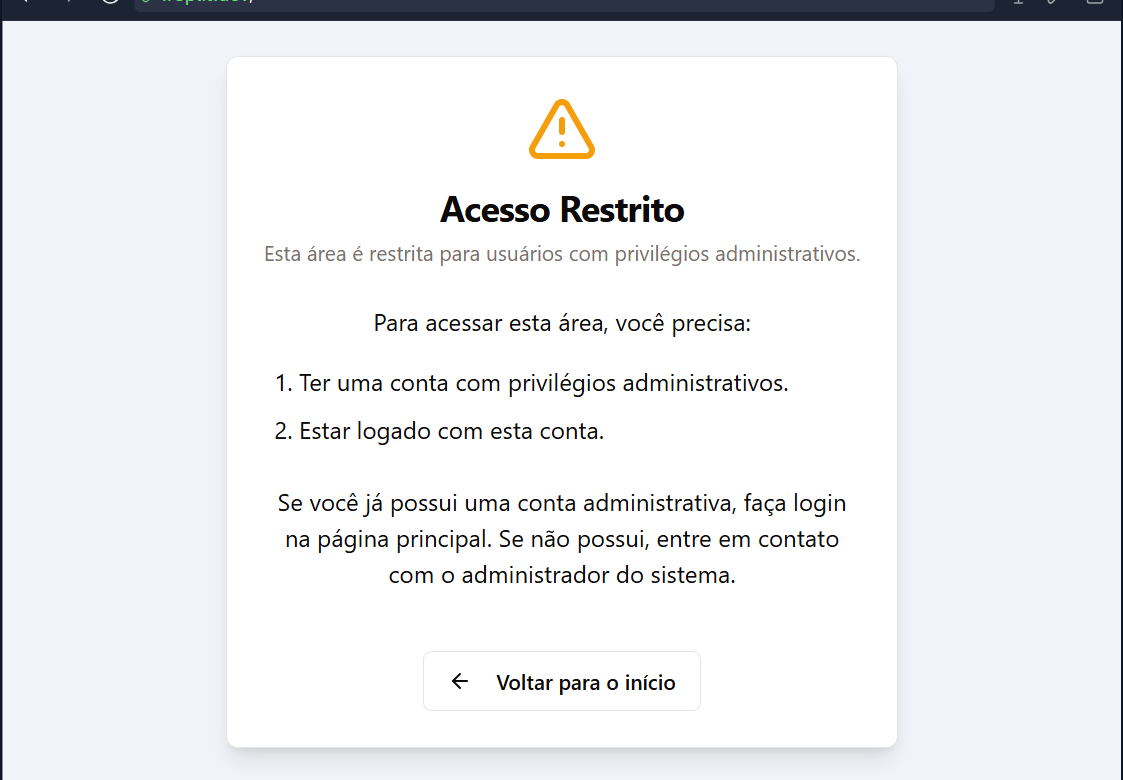 Acesso Restrito
Esta área é restrita para usuários com privilégios administrativos.
Para acessar esta área, você precisa:
1. Ter uma conta com privilégios administrativos.
2. Estar logado com esta conta.
Se você já possui uma conta administrativa, faça login
na página principal. Se não possui, entre em contato
com o administrador do sistema.
Voltar para o início